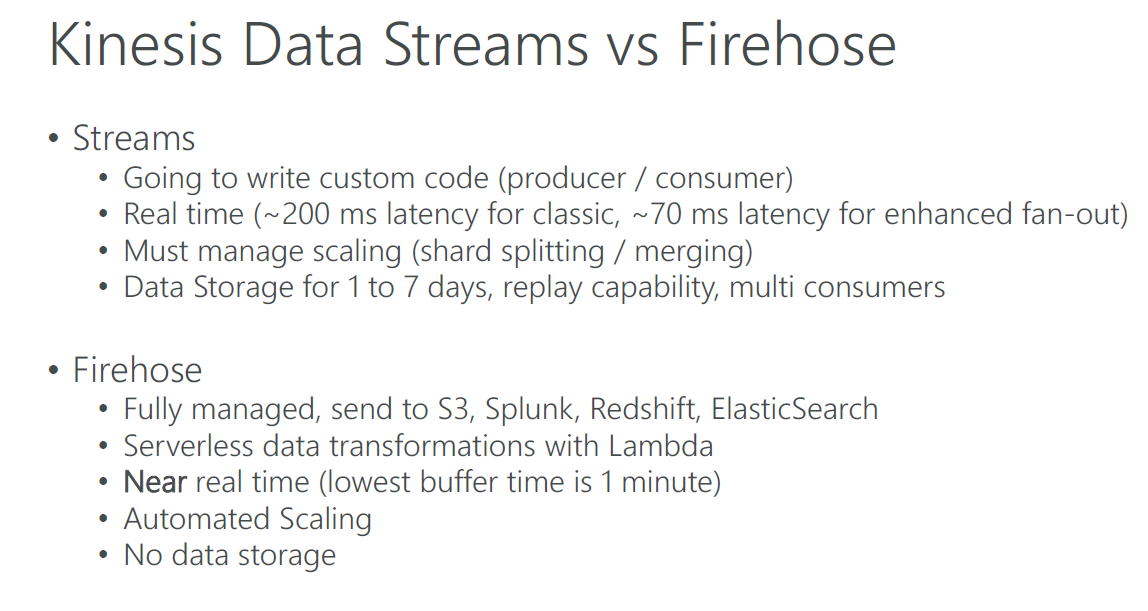 Kinesis Data Streams vs Firehose
• Streams
• Going to write custom code (producer / consumer)
• Real time (~200 ms latency for classic, ~70 ms latency for enhanced fan-out)
• Must manage scaling (shard splitting / merging)
• Data Storage for 1 to 7 days, replay capability, multi consumers
• Firehose
• Fully managed, send to S3, Splunk, Redshift, ElasticSearch
• Serverless data transformations with Lambda
• Near real time (lowest buffer time is 1 minute)
• Automated Scaling
• No data storage